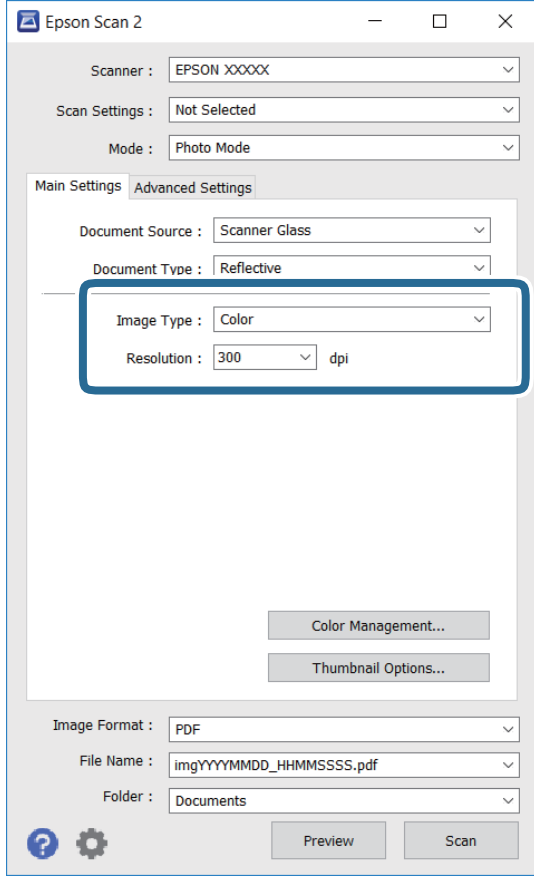 Epson Scan 2
Scanner : EPSON XXXXX
Scan Settings : Not Selected
Mode : Photo Mode
Main Settings Advanced Settings
Document Source : Scanner Glass
Document Type : Reflective
Image Type : Color
Resolution : 300 dpi
Color Management...
Thumbnail Options...
Image Format : PDF
File Name : imgYYYYMMDD_HHMMSSSS.pdf
Folder : Documents
? Preview Scan